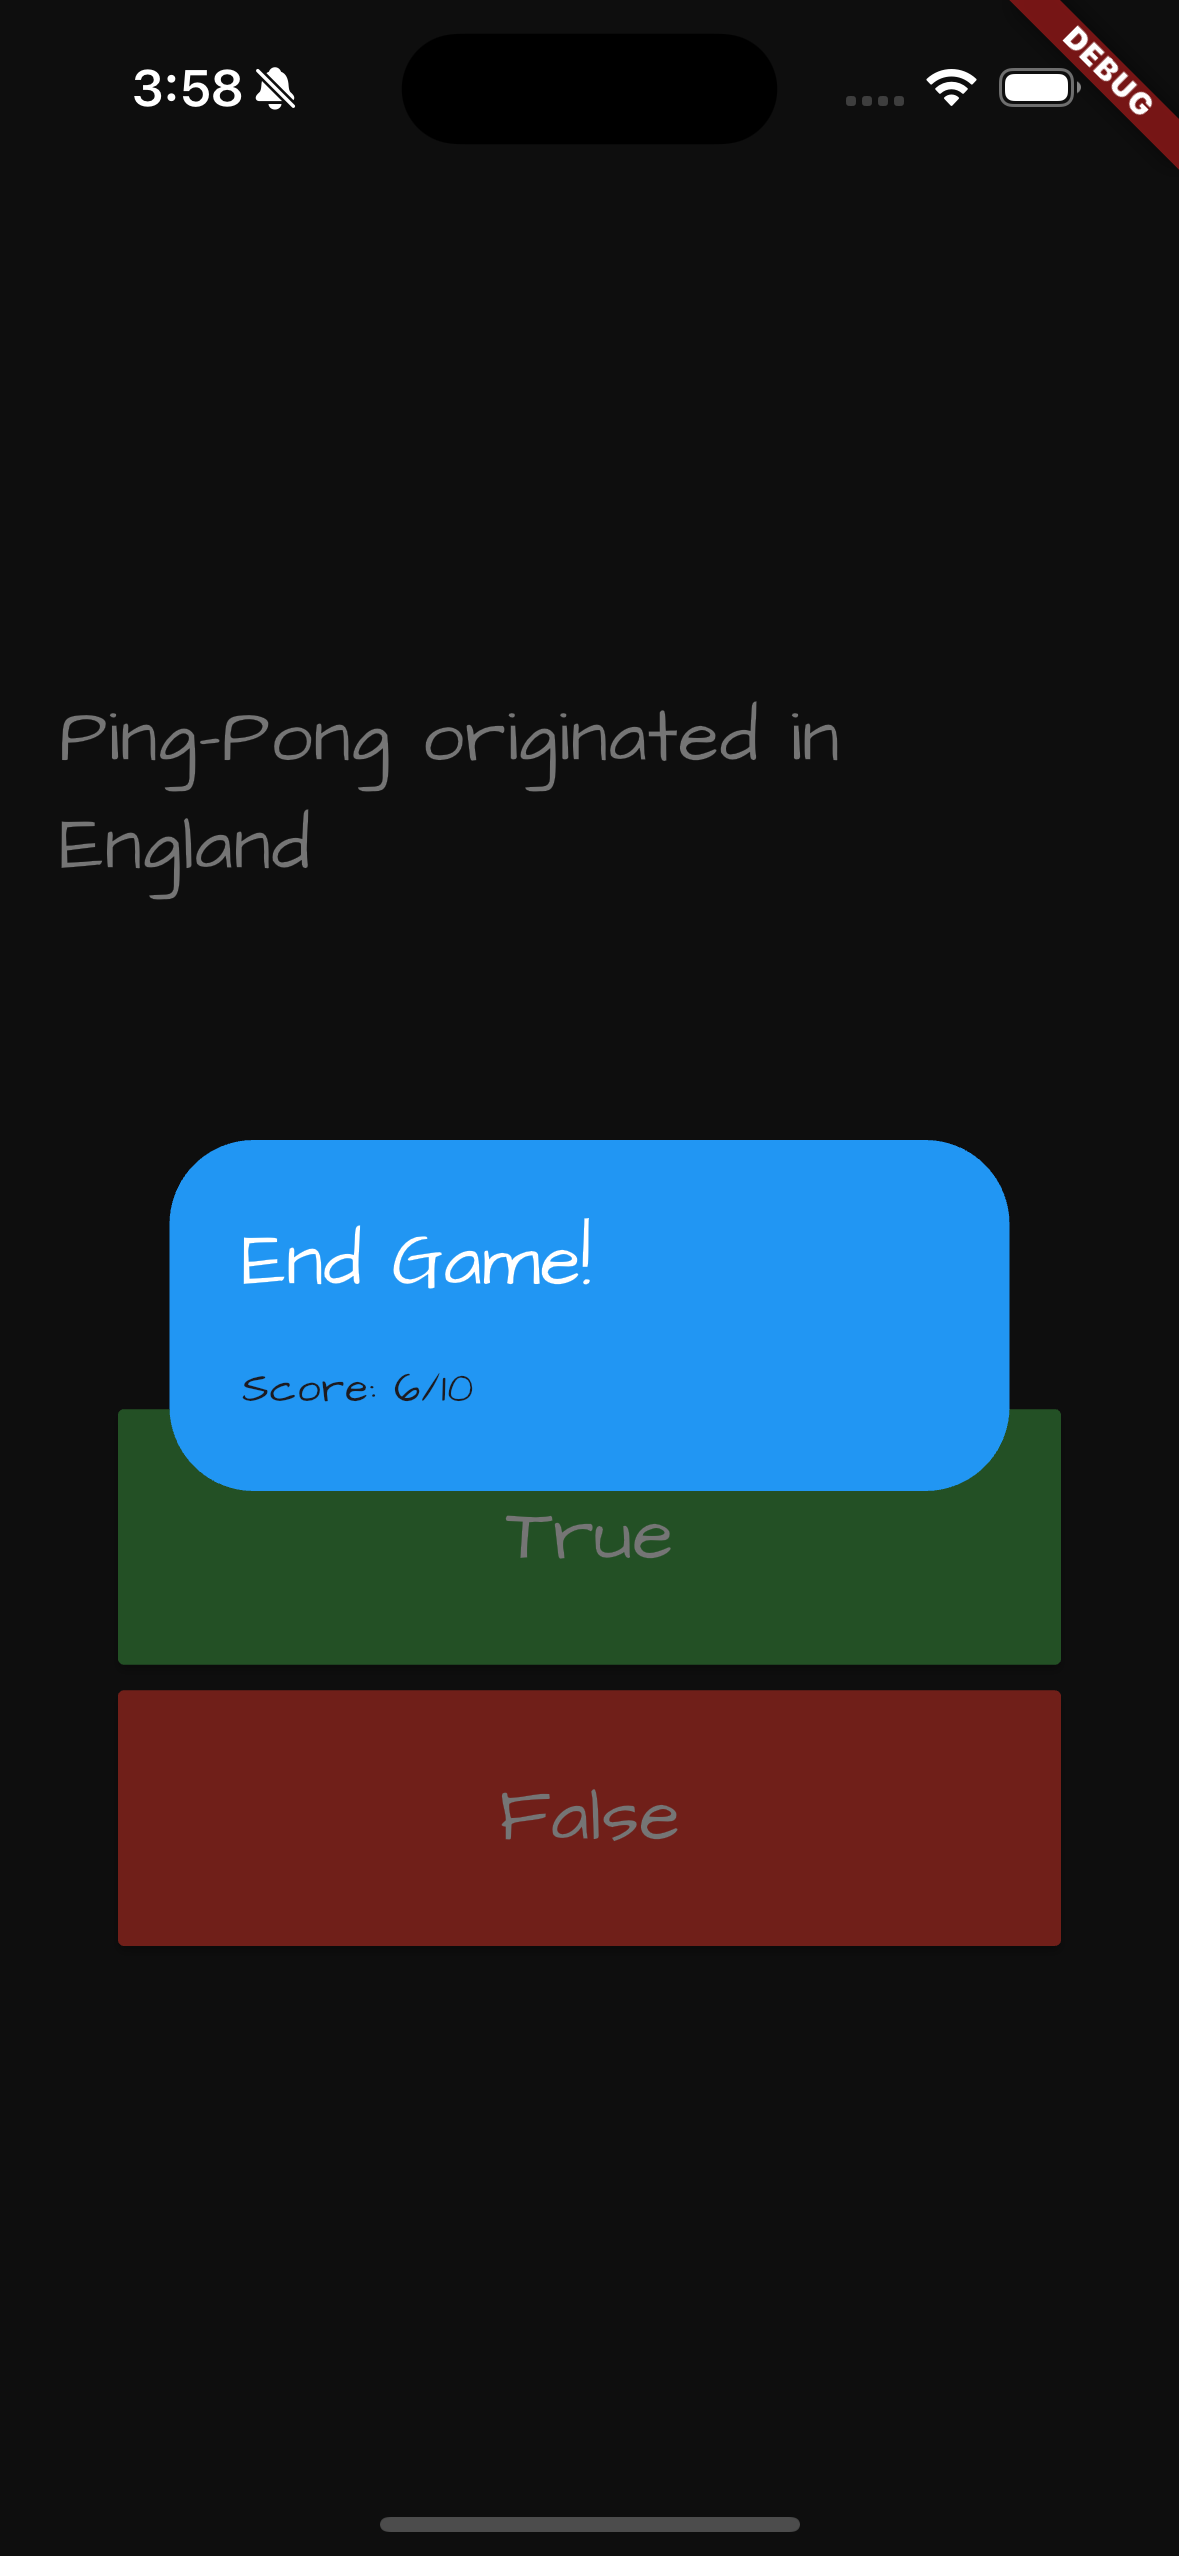 3:58
DEBUG
Ping-Pong originated in
England
End Game!
Score: 6/10
True
False